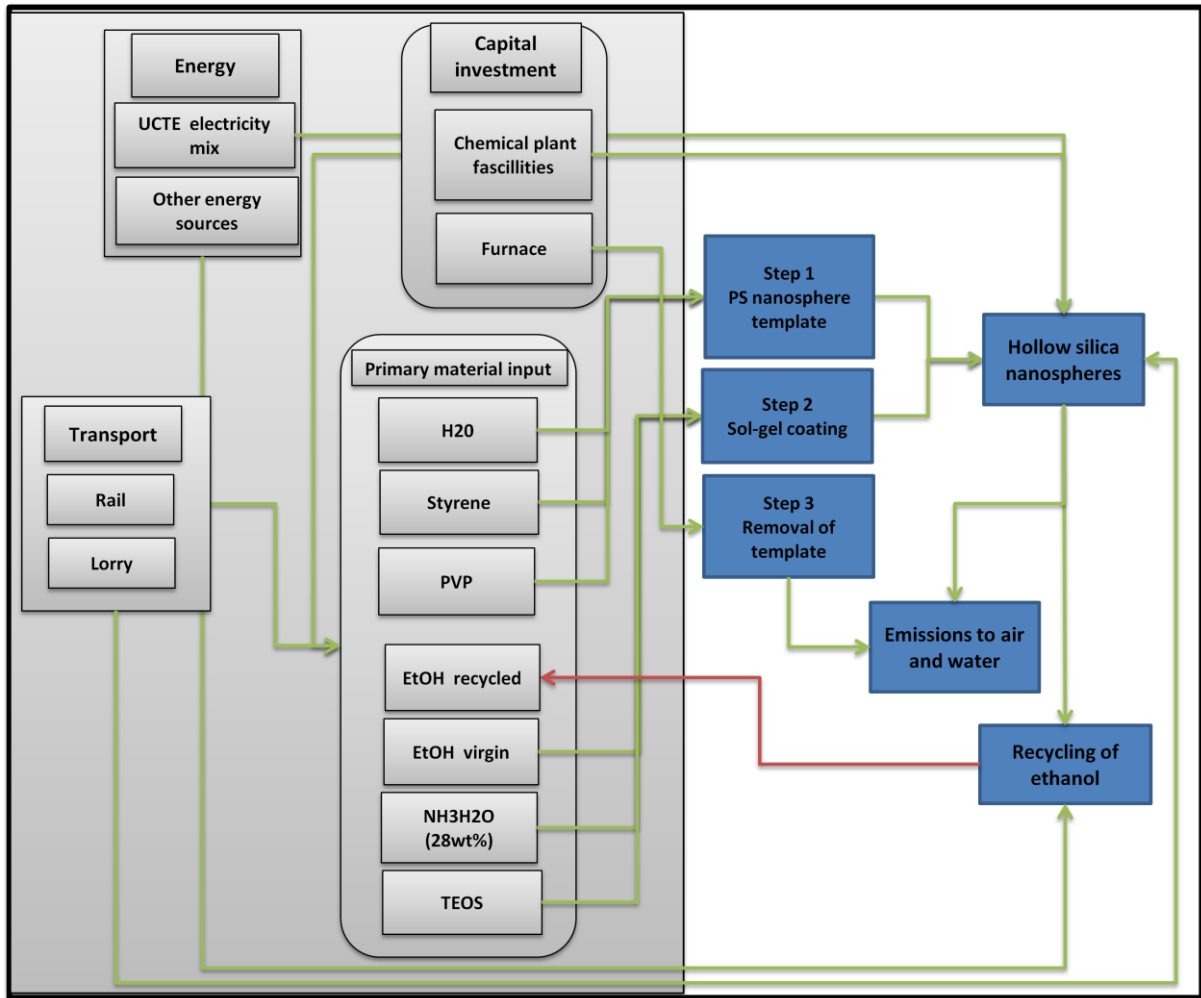 Energy
UCTE electricity
mix
Other energy
sources
Capital
investment
Chemical plant
fascillities
Furnace
Transport
Rail
Lorry
Primary material input
H20
Styrene
PVP
EtOH recycled
EtOH virgin
NH3H2O
(28wt%)
TEOS
Step 1
PS nanosphere
template
Step 2
Sol-gel coating
Step 3
Removal of
template
Hollow silica
nanospheres
Emissions to air
and water
Recycling of
ethanol